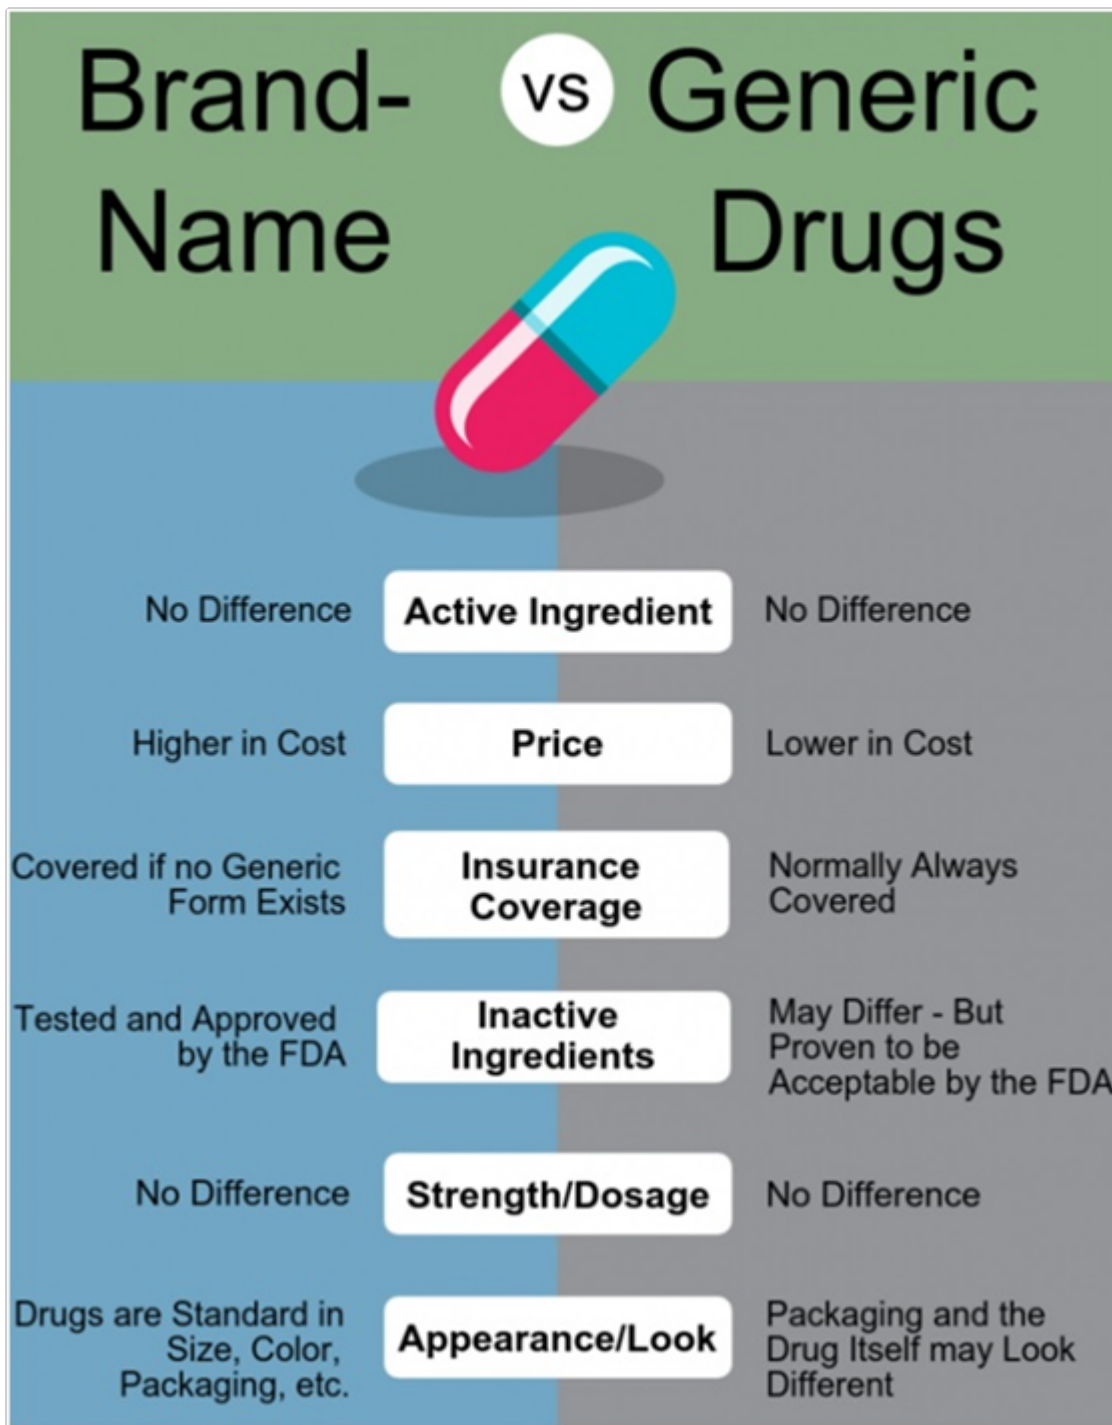 Brand- vs Generic
Name Drugs
No Difference Active Ingredient No Difference
Higher in Cost Price Lower in Cost
Covered if no Generic
Form Exists
Insurance
Coverage
Normally Always
Covered
Tested and Approved
by the FDA
Inactive
Ingredients
May Differ - But
Proven to be
Acceptable by the FDA
No Difference Strength/Dosage No Difference
Drugs are Standard in
Size, Color,
Packaging, etc.
Appearance/Look
Packaging and the
Drug Itself may Look
Different